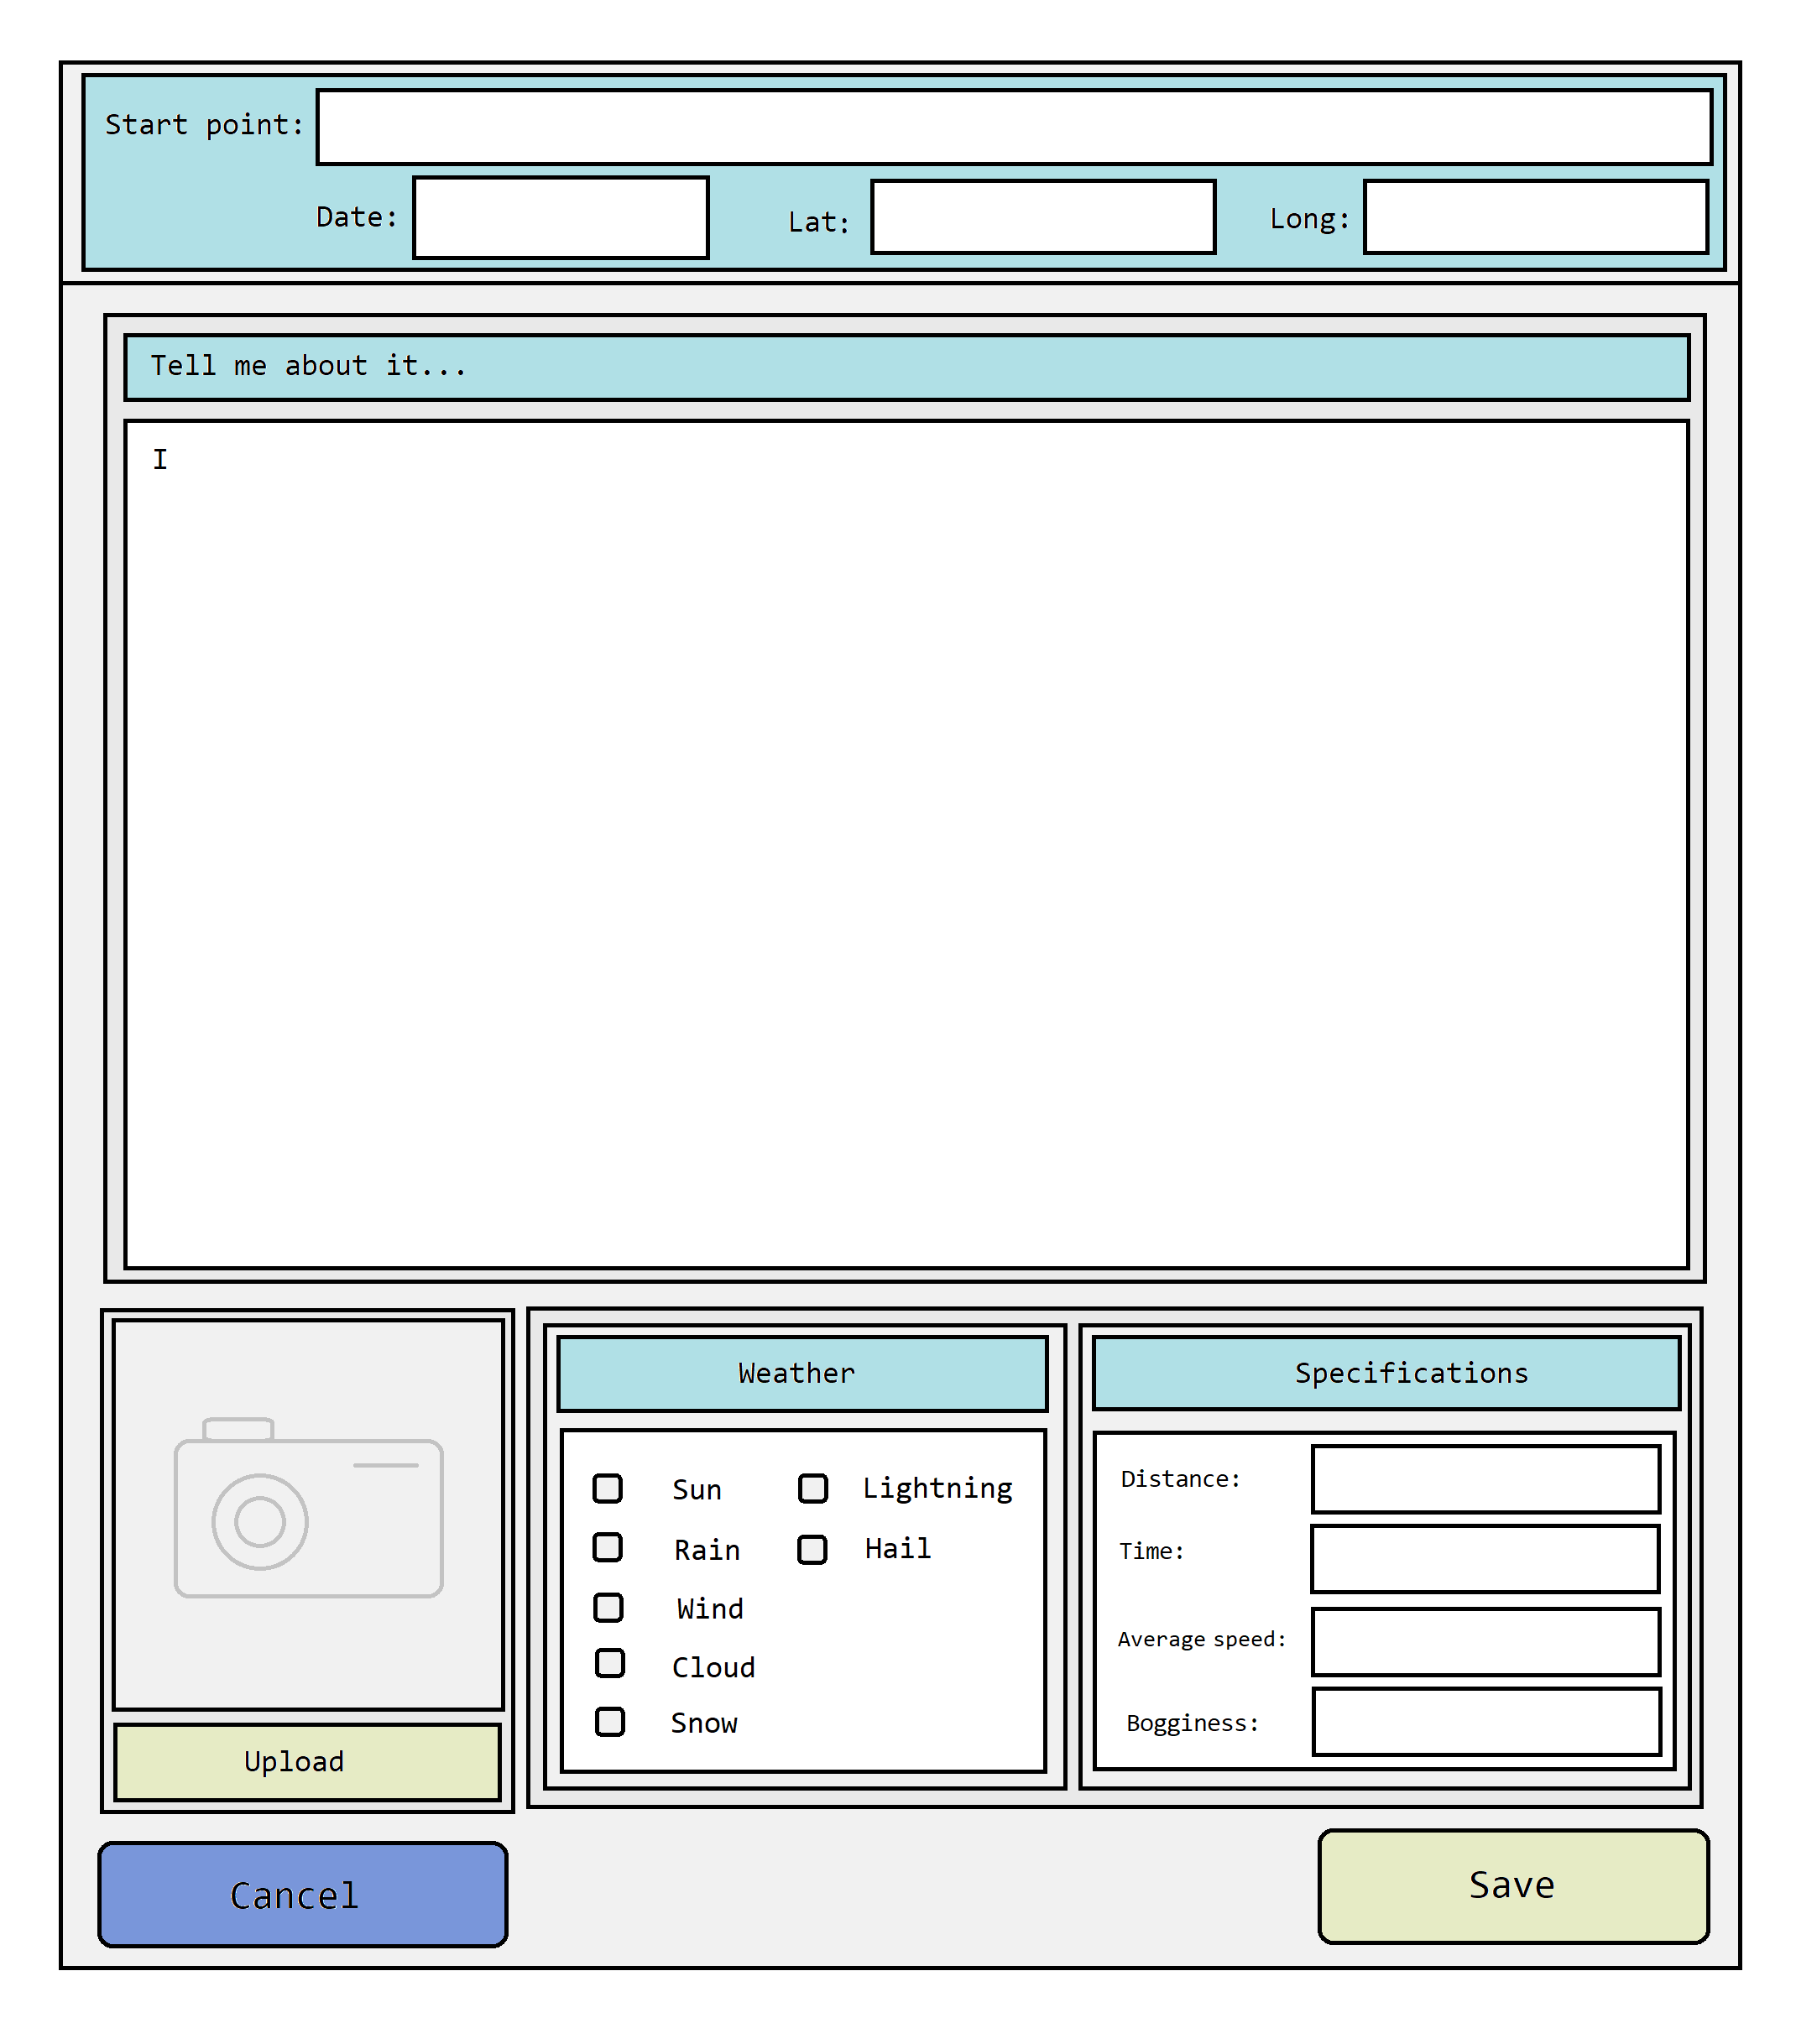 Start point:
Date: Lat: Long:
Tell me about it...
I
Weather
Sun Lightning
Rain Hail
Wind
Cloud
Snow
Specifications
Distance:
Time:
Average speed:
Bogginess:
Upload
Cancel
Save